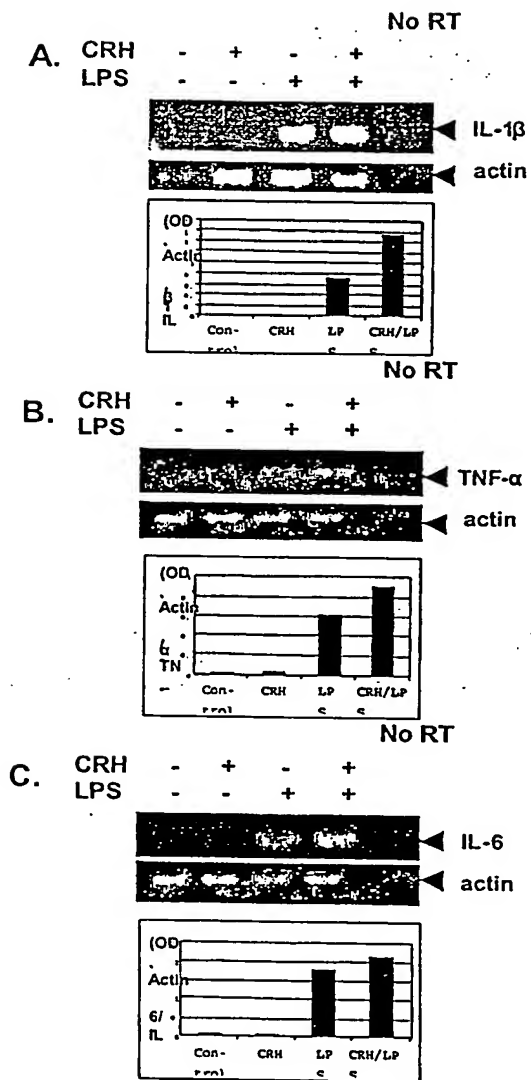 No RT
A. CRH - + - +
LPS - - + +
IL-1β
actin
(OD
Actin
β
IL
Con- CRH LP CRH/LP
trol S S
No RT
B. CRH - + - +
LPS - - + +
TNF-α
actin
(OD
Actin
α
TN
Con- CRH LP CRH/LP
trol S S
No RT
C. CRH - + - +
LPS - - + +
IL-6
actin
(OD
Actin
6/
IL
Con- CRH LP CRH/LP
trol S S